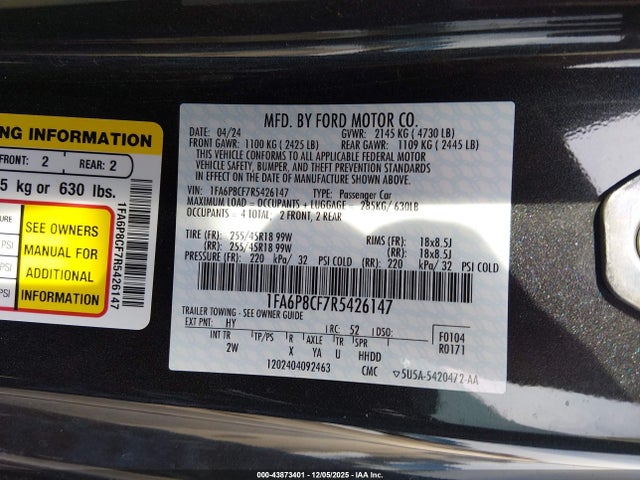 NG INFORMATION
FRONT: 2 REAR: 2
5 kg or 630 lbs.
SURE
PSI
PSI
PSI
SEE OWNERS
MANUAL FOR
ADDITIONAL
INFORMATION
1FA6P8CF7R5426147
MFD. BY FORD MOTOR CO.
04/24 GVWR: 2145 KG ( 4730 LB)
FRONT GAWR: 1100 KG ( 2425 LB) REAR GAWR: 1109 KG ( 2445 LB)
THIS VEHICLE CONFORMS TO ALL APPLICABLE FEDERAL MOTOR
VEHICLE SAFETY, BUMPER, AND THEFT PREVENTION STANDARDS
IN EFFECT ON THE DATE OF MANUFACTURE SHOWN ABOVE.
VIN: 1FA6P8CF7R5426147 TYPE: Passenger Car
MAXIMUM LOAD = OCCUPANTS + LUGGAGE = 285KG/630LB
OCCUPANTS = 4 TOTAL; 2 FRONT, 2 REAR
TIRE (FR): 255/45R18 99W RIMS (FR): 18x8.5J
(RR): 255/45R18 99W (RR): 18x8.5J
PRESSURE (FR): 220 kPa/ 32 PSI COLD (RR): 220 kPa/ 32 PSI COLD
1FA6P8CF7R5426147
TRAILER TOWING - SEE OWNER GUIDE
EXT PNT: HY RC: 52 DSO: F0104
INT TR TP/PS R AXLE TR SPR R0171
2W X YA U HHDD
1202404092463 CMC 5U5A-5420472-AA
000-43873401 - 12/05/2025 - IAA Inc.